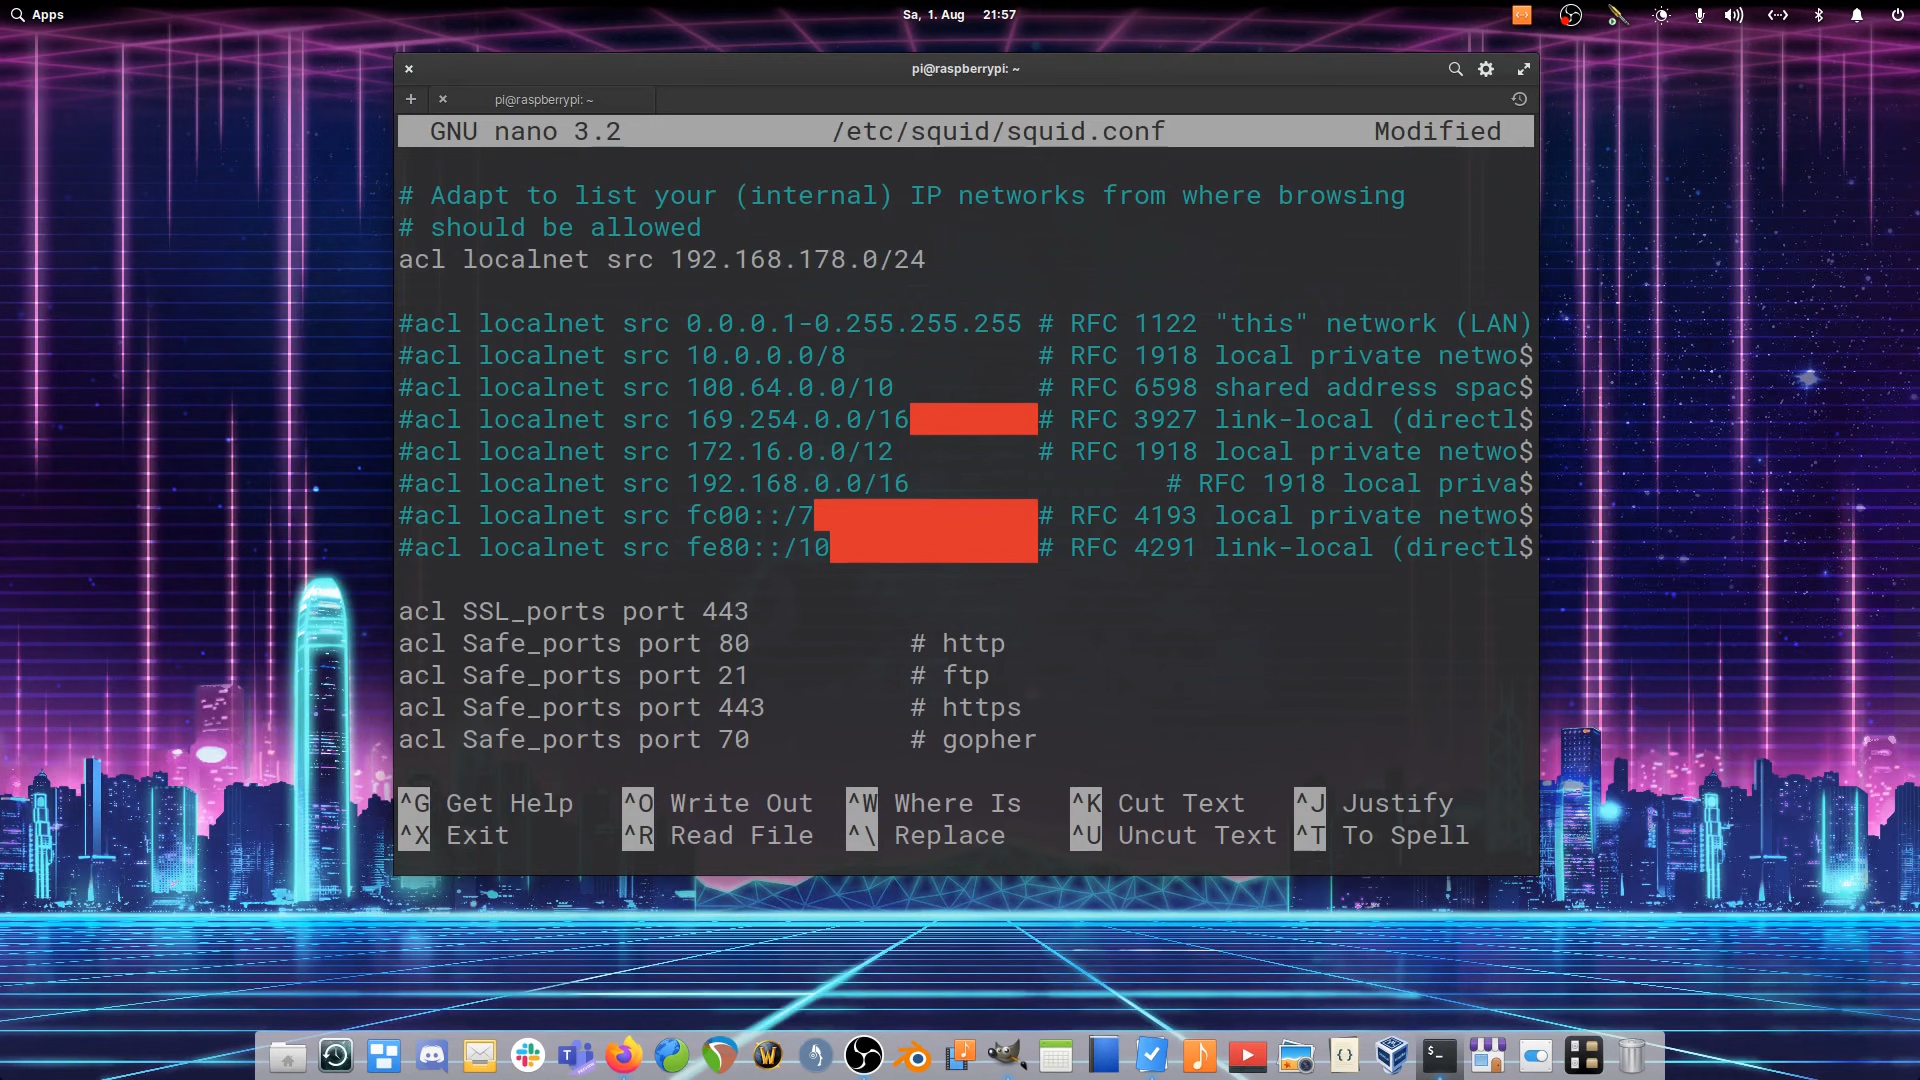 Apps
Sa, 1. Aug 21:57
pi@raspberrypi: ~
pi@raspberrypi: ~
GNU nano 3.2 /etc/squid/squid.conf Modified
# Adapt to list your (internal) IP networks from where browsing
# should be allowed
acl localnet src 192.168.178.0/24
#acl localnet src 0.0.0.1-0.255.255.255 # RFC 1122 "this" network (LAN)
#acl localnet src 10.0.0.0/8 # RFC 1918 local private netwo$
#acl localnet src 100.64.0.0/10 # RFC 6598 shared address spac$
#acl localnet src 169.254.0.0/16 # RFC 3927 link-local (directl$
#acl localnet src 172.16.0.0/12 # RFC 1918 local private netwo$
#acl localnet src 192.168.0.0/16 # RFC 1918 local priva$
#acl localnet src fc00::/7 # RFC 4193 local private netwo$
#acl localnet src fe80::/10 # RFC 4291 link-local (directl$
acl SSL_ports port 443
acl Safe_ports port 80 # http
acl Safe_ports port 21 # ftp
acl Safe_ports port 443 # https
acl Safe_ports port 70 # gopher
^G Get Help ^O Write Out ^W Where Is ^K Cut Text ^J Justify
^X Exit ^R Read File ^\ Replace ^U Uncut Text ^T To Spell